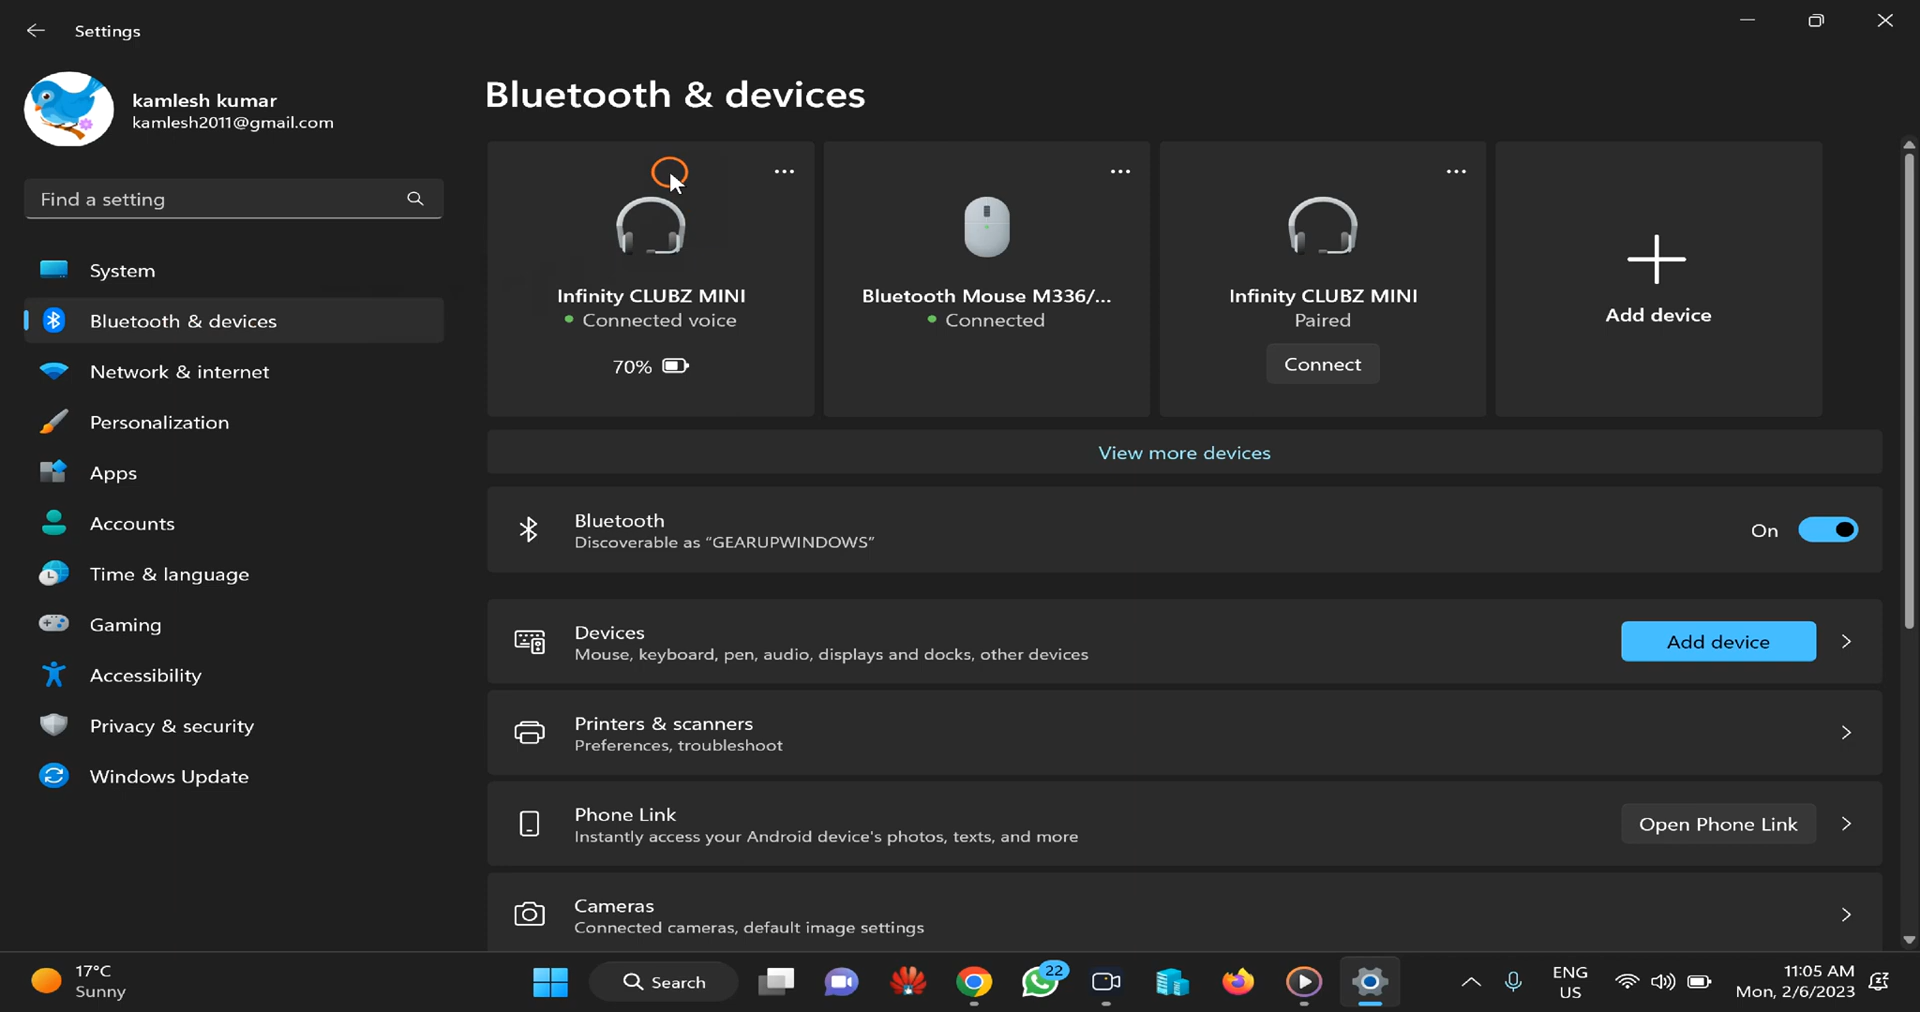 Settings
kamlesh kumar
kamlesh2011@gmail.com
Find a setting
System
Bluetooth & devices
Network & internet
Personalization
Apps
Accounts
Time & language
Gaming
Accessibility
Privacy & security
Windows Update
Bluetooth & devices
Infinity CLUBZ MINI
Connected voice
70%
Bluetooth Mouse M336/...
Connected
Infinity CLUBZ MINI
Paired
Connect
Add device
View more devices
Bluetooth
Discoverable as “GEARUPWINDOWS”
On
Devices
Mouse, keyboard, pen, audio, displays and docks, other devices
Add device
Printers & scanners
Preferences, troubleshoot
Phone Link
Instantly access your Android device's photos, texts, and more
Open Phone Link
Cameras
Connected cameras, default image settings
17°C
Sunny
Search
22
ENG
US
11:05 AM
Mon, 2/6/2023